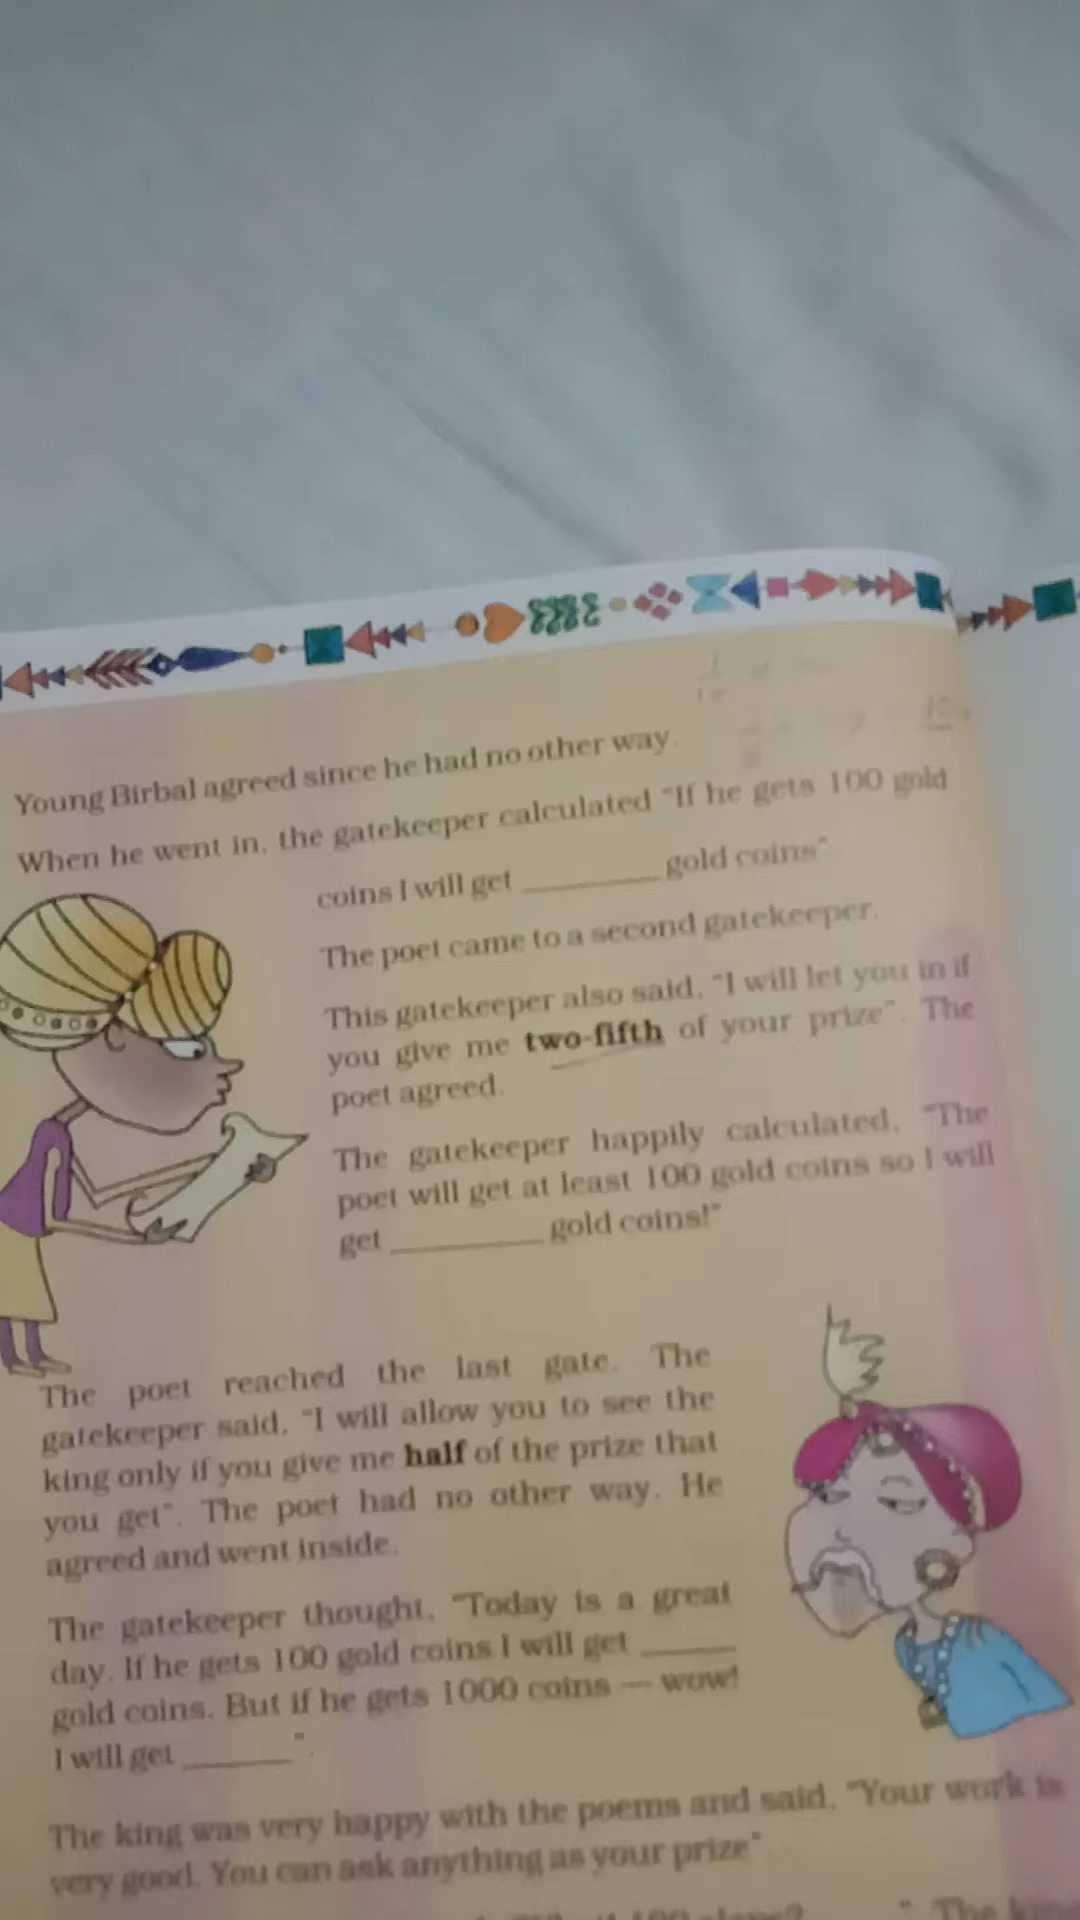 Young Birbal agreed since he had no other way.
When he went in, the gatekeeper calculated "If he gets 100 gold
coins I will get ________ gold coins"
The poet came to a second gatekeeper.
This gatekeeper also said, "I will let you in if
you give me two-fifth of your prize". The
poet agreed.
The gatekeeper happily calculated, "The
poet will get at least 100 gold coins so I will
get ________ gold coins!"
The poet reached the last gate. The
gatekeeper said, "I will allow you to see the
king only if you give me half of the prize that
you get". The poet had no other way. He
agreed and went inside.
The gatekeeper thought, "Today is a great
day. If he gets 100 gold coins I will get ______
gold coins. But if he gets 1000 coins — wow!
I will get ______".
The king was very happy with the poems and said, "Your work is
very good. You can ask anything as your prize"
100 slaps? ". The king